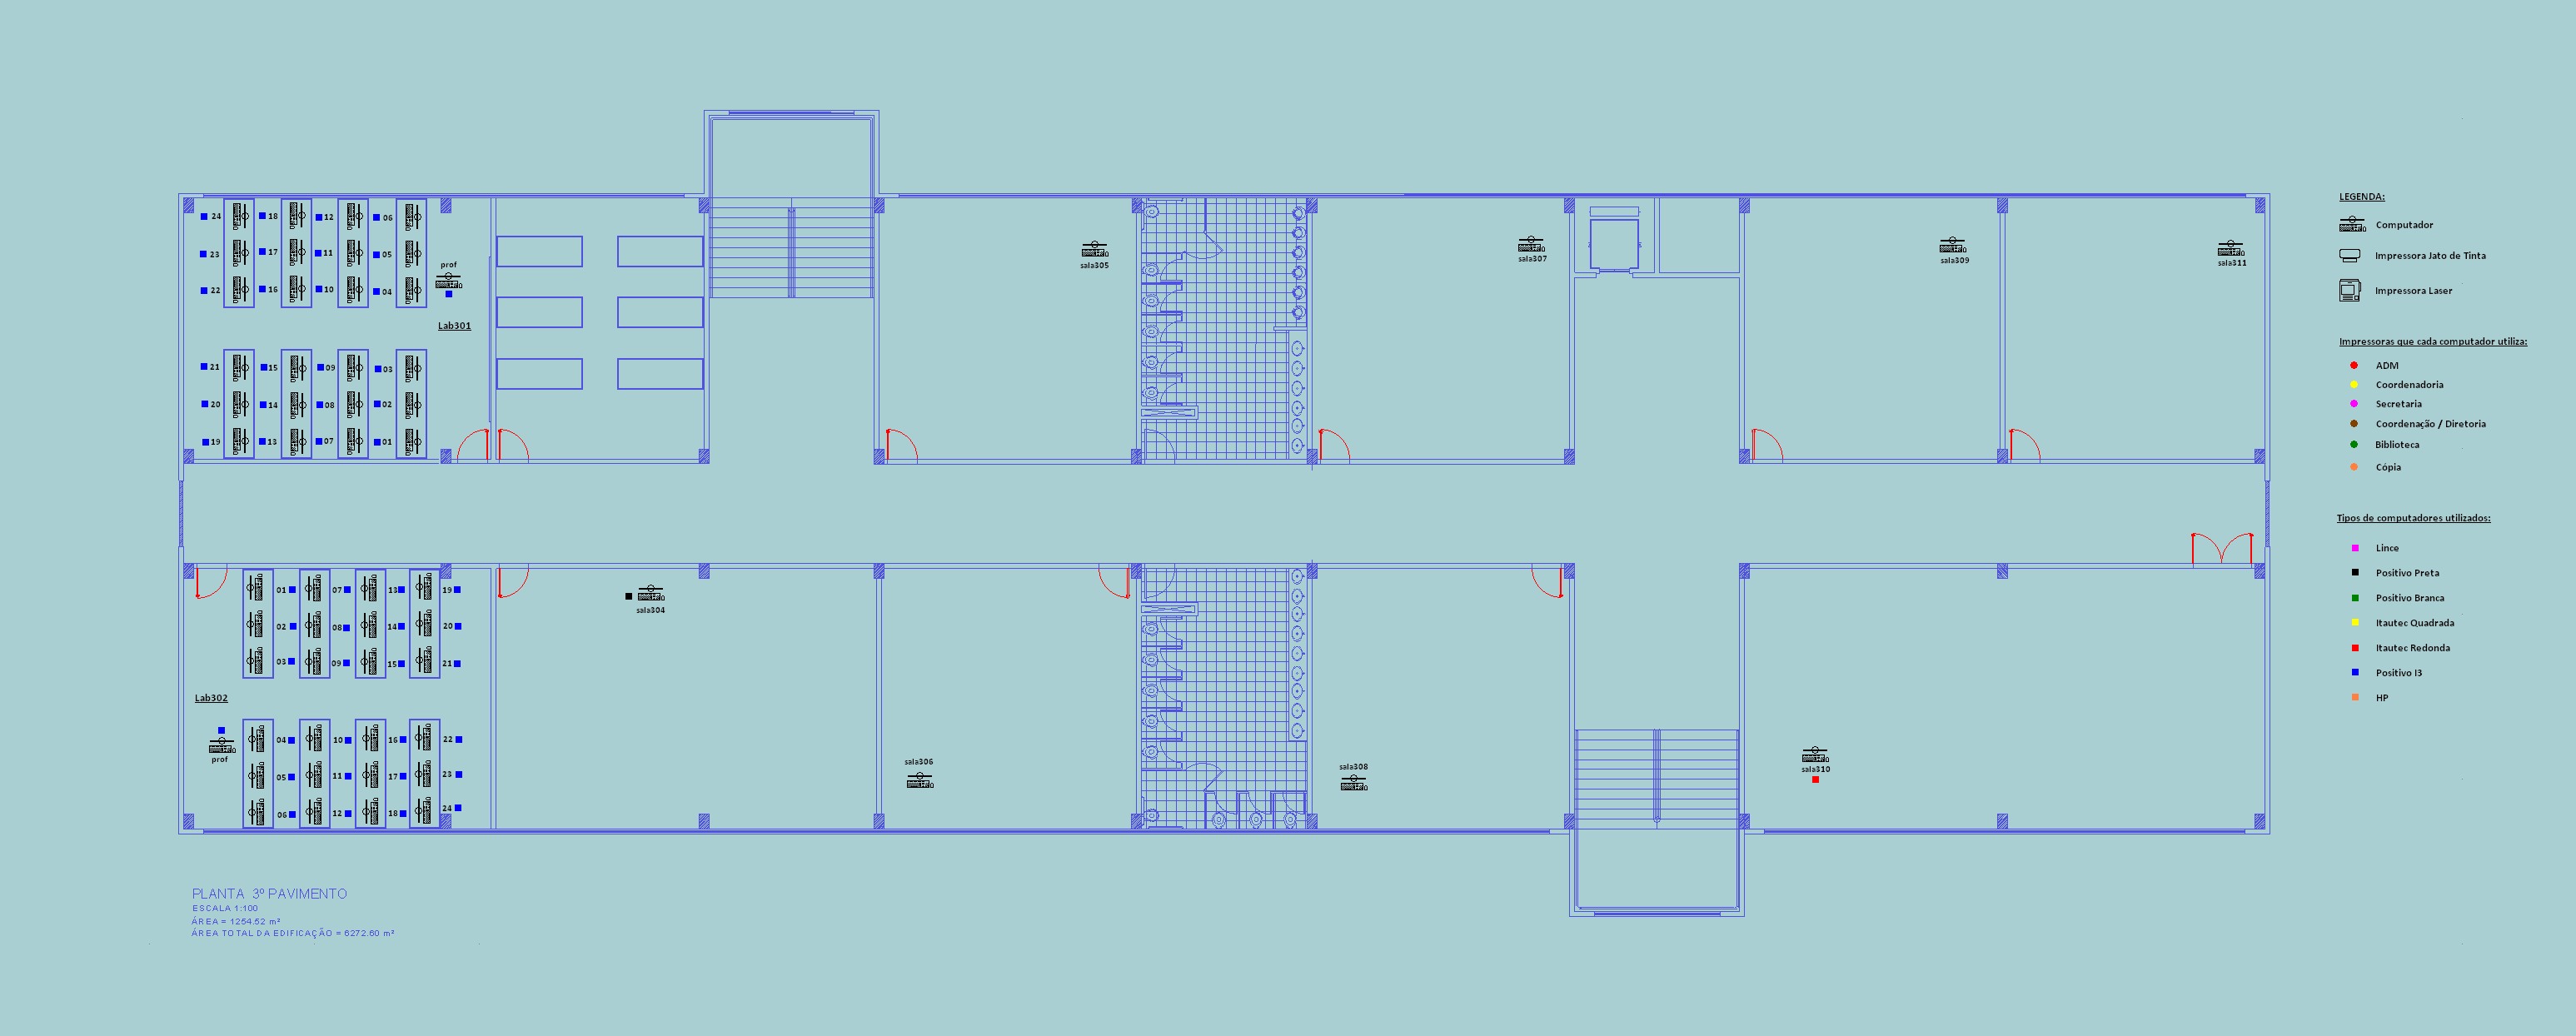 24
18
12
06
23
17
11
05
22
16
10
04
prof
Lab301
21
15
09
03
20
14
08
02
19
13
07
01
sala305
sala307
sala309
sala311
01
07
13
19
02
08
14
20
03
09
15
21
Lab302
prof
04
10
16
22
05
11
17
23
06
12
18
24
sala304
sala306
sala308
sala310
LEGENDA:
Computador
Impressora Jato de Tinta
Impressora Laser
Impressoras que cada computador utiliza:
ADM
Coordenadoria
Secretaria
Coordenação / Diretoria
Biblioteca
Cópia
Tipos de computadores utilizados:
Lince
Positivo Preta
Positivo Branca
Itautec Quadrada
Itautec Redonda
Positivo I3
HP
PLANTA 3º PAVIMENTO
ESCALA 1:100
ÁREA = 1254.52 m²
ÁREA TOTAL DA EDIFICAÇÃO = 6272.60 m²